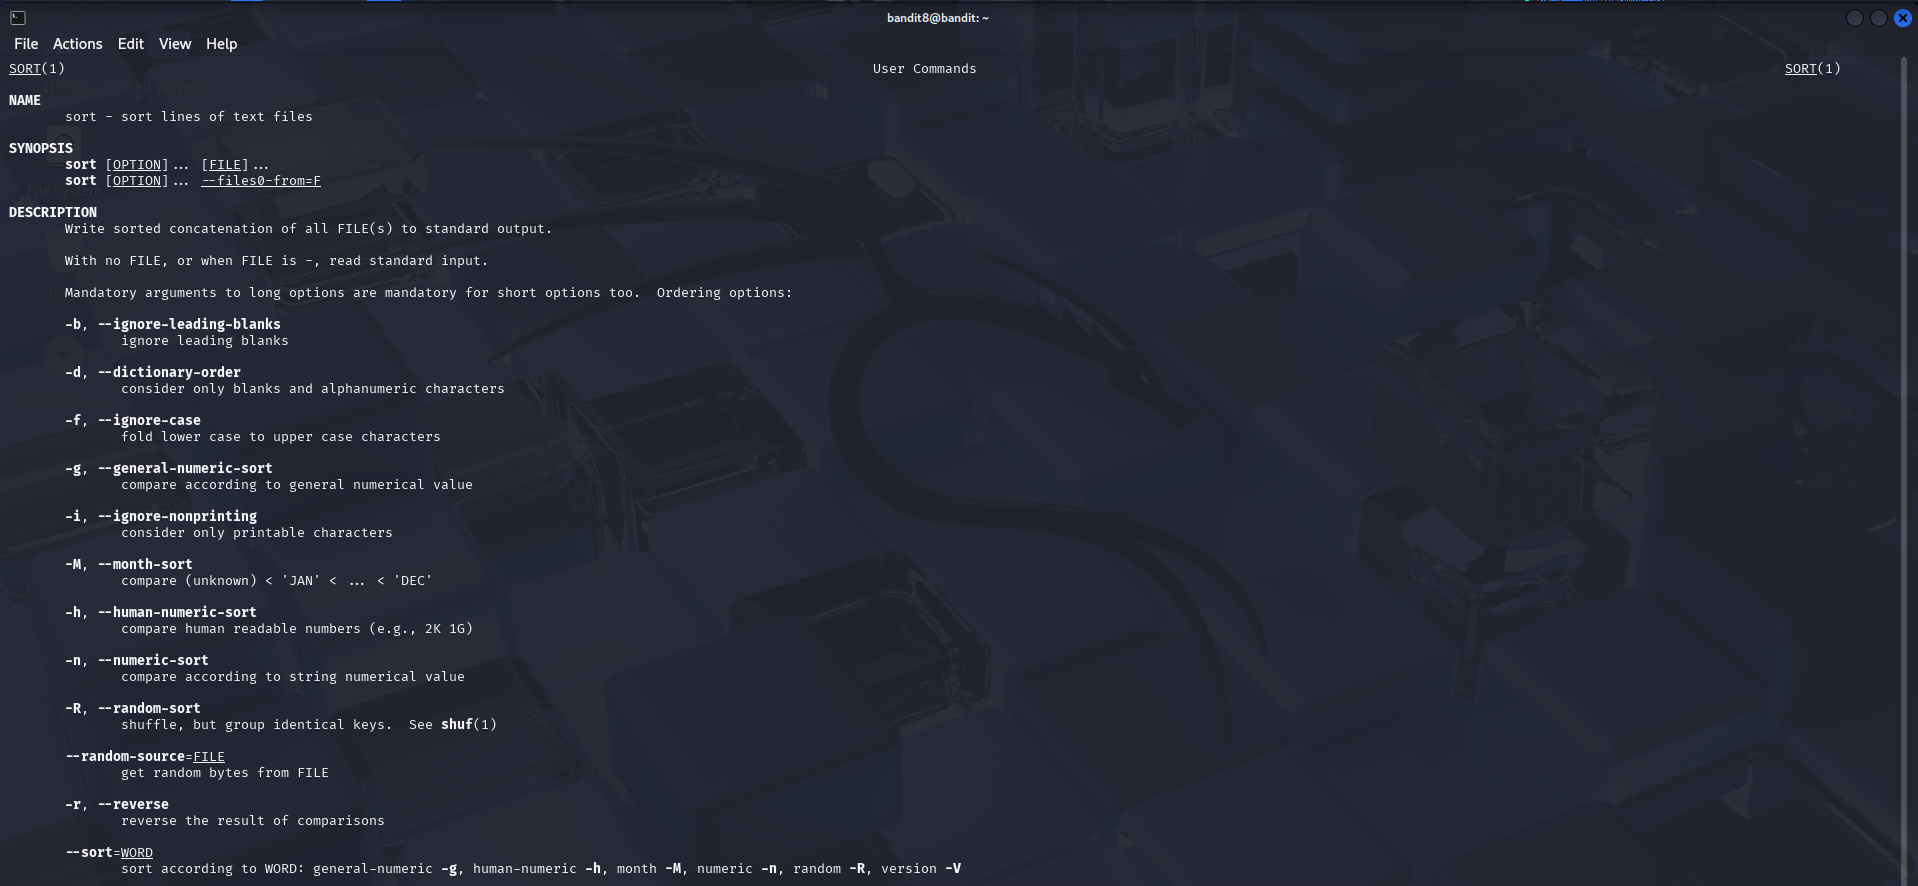 bandit8@bandit: ~
File Actions Edit View Help
SORT(1) User Commands SORT(1)
NAME
sort - sort lines of text files
SYNOPSIS
sort [OPTION]... [FILE]...
sort [OPTION]... --files0-from=F
DESCRIPTION
Write sorted concatenation of all FILE(s) to standard output.
With no FILE, or when FILE is -, read standard input.
Mandatory arguments to long options are mandatory for short options too.  Ordering options:
-b, --ignore-leading-blanks
ignore leading blanks
-d, --dictionary-order
consider only blanks and alphanumeric characters
-f, --ignore-case
fold lower case to upper case characters
-g, --general-numeric-sort
compare according to general numerical value
-i, --ignore-nonprinting
consider only printable characters
-M, --month-sort
compare (unknown) < 'JAN' < ... < 'DEC'
-h, --human-numeric-sort
compare human readable numbers (e.g., 2K 1G)
-n, --numeric-sort
compare according to string numerical value
-R, --random-sort
shuffle, but group identical keys.  See shuf(1)
--random-source=FILE
get random bytes from FILE
-r, --reverse
reverse the result of comparisons
--sort=WORD
sort according to WORD: general-numeric -g, human-numeric -h, month -M, numeric -n, random -R, version -V